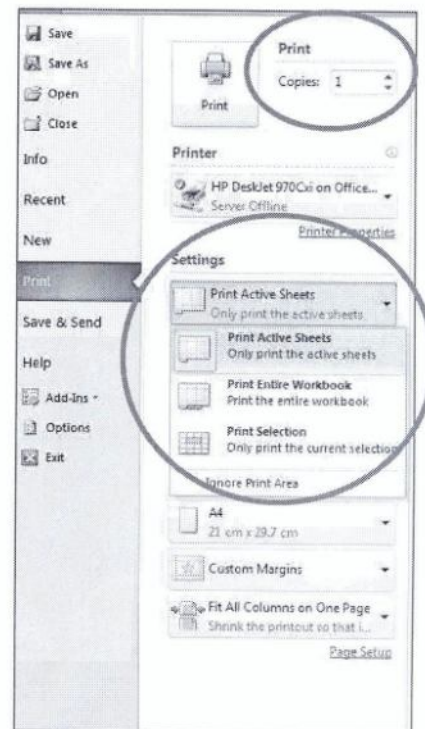 Save
Save As
Open
Close
Info
Recent
New
Print
Save & Send
Help
Add-Ins
Options
Exit
Print
Print
Copies: 1
Printer
HP DeskJet 970Cxi on Office...
Server Offline
Printer Properties
Settings
Print Active Sheets
Only print the active sheets
Print Active Sheets
Only print the active sheets
Print Entire Workbook
Print the entire workbook
Print Selection
Only print the current selection
Ignore Print Area
A4
21 cm x 29.7 cm
Custom Margins
Fit All Columns on One Page
Shrink the printout so that i...
Page Setup